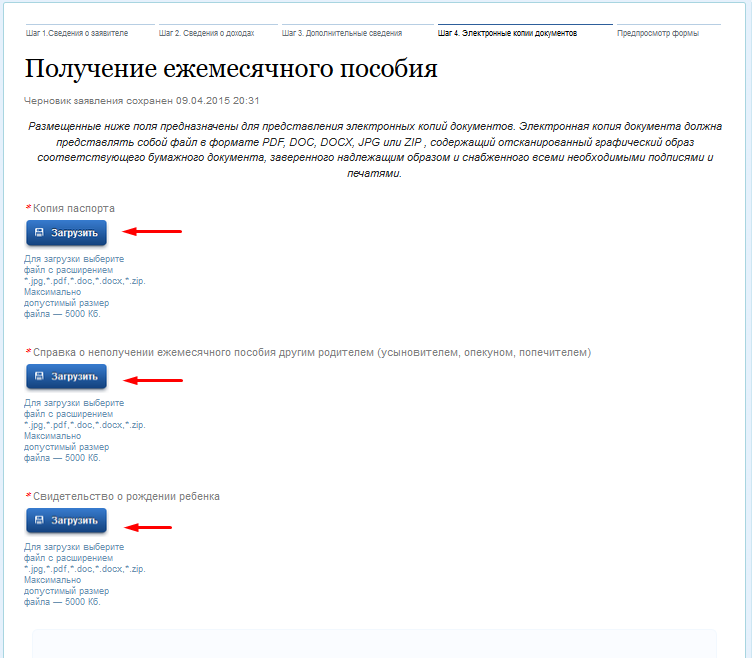 Шаг 1.Сведения о заявителе
Шаг 2. Сведения о доходах
Шаг 3. Дополнительные сведения
Шаг 4. Электронные копии документов
Предпросмотр формы
Получение ежемесячного пособия
Черновик заявления сохранен 09.04.2015 20:31
Размещенные ниже поля предназначены для представления электронных копий документов. Электронная копия документа должна
представлять собой файл в формате PDF, DOC, DOCX, JPG или ZIP , содержащий отсканированный графический образ
соответствующего бумажного документа, заверенного надлежащим образом и снабженного всеми необходимыми подписями и
печатями.
* Копия паспорта
Загрузить
Для загрузки выберите
файл с расширением
*.jpg,*.pdf,*.doc,*.docx,*.zip.
Максимально
допустимый размер
файла — 5000 Кб.
* Справка о неполучении ежемесячного пособия другим родителем (усыновителем, опекуном, попечителем)
Загрузить
Для загрузки выберите
файл с расширением
*.jpg,*.pdf,*.doc,*.docx,*.zip.
Максимально
допустимый размер
файла — 5000 Кб.
* Свидетельство о рождении ребенка
Загрузить
Для загрузки выберите
файл с расширением
*.jpg,*.pdf,*.doc,*.docx,*.zip.
Максимально
допустимый размер
файла — 5000 Кб.